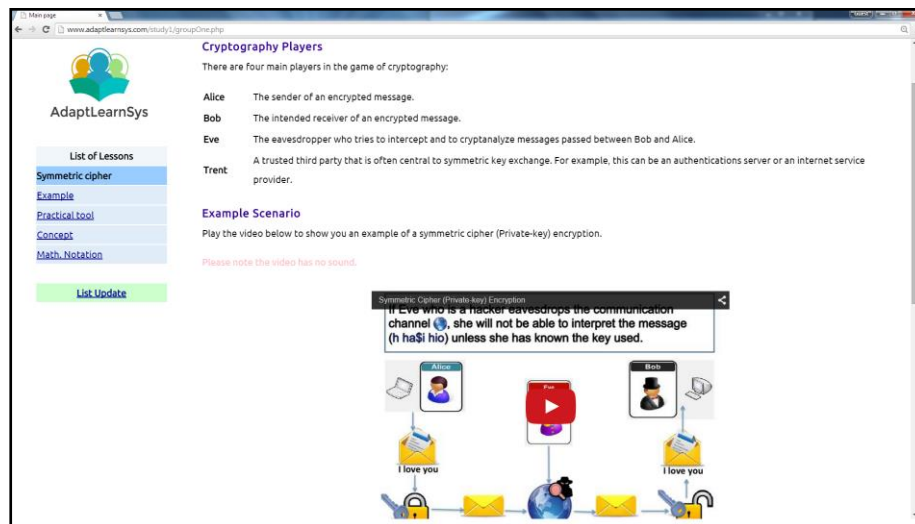 Main page
www.adaptlearnsys.com/study1/groupOne.php
AdaptLearnSys
List of Lessons
Symmetric cipher
Example
Practical tool
Concept
Math. Notation
List Update
Cryptography Players
There are four main players in the game of cryptography:
Alice The sender of an encrypted message.
Bob The intended receiver of an encrypted message.
Eve The eavesdropper who tries to intercept and to cryptanalyze messages passed between Bob and Alice.
Trent A trusted third party that is often central to symmetric key exchange. For example, this can be an authentications server or an internet service
provider.
Example Scenario
Play the video below to show you an example of a symmetric cipher (Private-key) encryption.
Please note the video has no sound.
Symmetric Cipher (Private-key) Encryption
If Eve who is a hacker eavesdrops the communication
channel , she will not be able to interpret the message
(h ha$i hio) unless she has known the key used.
Alice
Eve
Bob
I love you
I love you